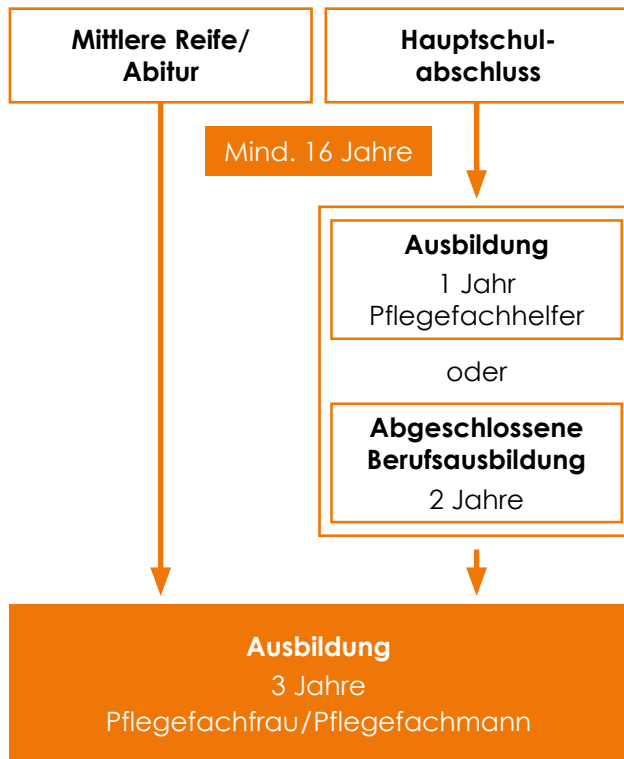 Mittlere Reife/
Abitur
Hauptschul-
abschluss
Mind. 16 Jahre
Ausbildung
1 Jahr
Pflegefachhelfer
oder
Abgeschlossene
Berufsausbildung
2 Jahre
Ausbildung
3 Jahre
Pflegefachfrau/Pflegefachmann